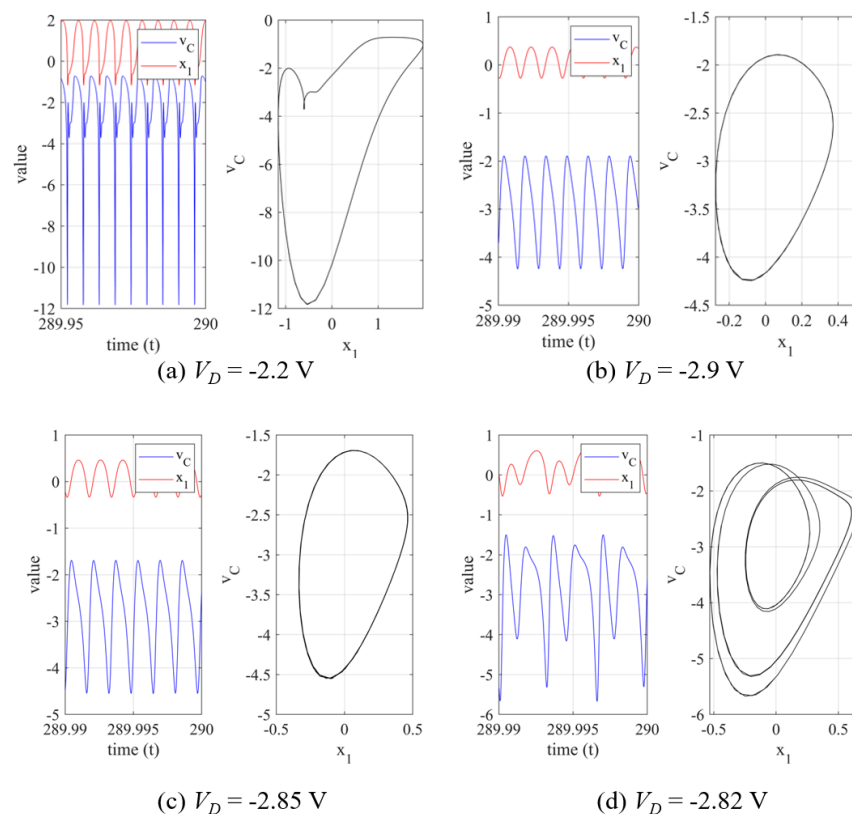 2
0
-2
-4
-6
-8
-10
-12
value
289.95
290
time (t)
v_C
x_1
-2
-4
-6
-8
-10
-12
v_C
-1
0
1
x_1
(a) V_D = -2.2 V
1
0
-1
-2
-3
-4
-5
value
289.99
289.995
290
time (t)
v_C
x_1
-1.5
-2
-2.5
-3
-3.5
-4
-4.5
v_C
-0.2
0
0.2
0.4
x_1
(b) V_D = -2.9 V
1
0
-1
-2
-3
-4
-5
value
289.99
289.995
290
time (t)
v_C
x_1
-1.5
-2
-2.5
-3
-3.5
-4
-4.5
-5
v_C
-0.5
0
0.5
x_1
(c) V_D = -2.85 V
1
0
-1
-2
-3
-4
-5
-6
value
289.99
289.995
290
time (t)
v_C
x_1
-1
-2
-3
-4
-5
-6
v_C
-0.5
0
0.5
x_1
(d) V_D = -2.82 V